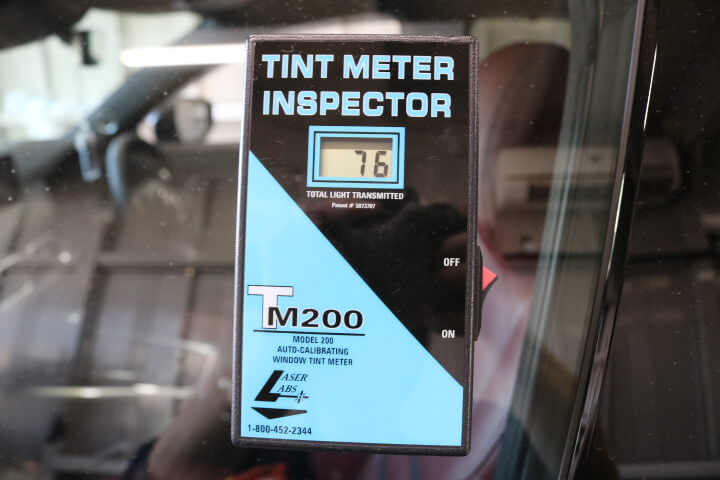 TINT METER
INSPECTOR
76
TOTAL LIGHT TRANSMITTED
Patent # 5073707
OFF
ON
TM200
MODEL 200
AUTO-CALIBRATING
WINDOW TINT METER
LASER
LABS
1-800-452-2344